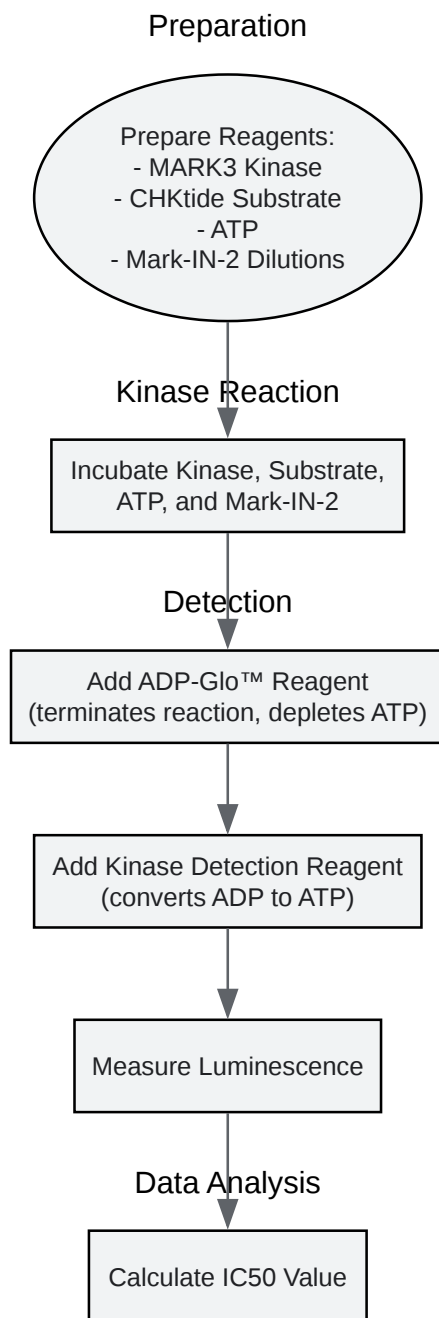 Preparation
Prepare Reagents:
- MARK3 Kinase
- CHKtide Substrate
- ATP
- Mark-IN-2 Dilutions
Kinase Reaction
Incubate Kinase, Substrate,
ATP, and Mark-IN-2
Detection
Add ADP-Glo™ Reagent
(terminates reaction, depletes ATP)
Add Kinase Detection Reagent
(converts ADP to ATP)
Measure Luminescence
Data Analysis
Calculate IC50 Value